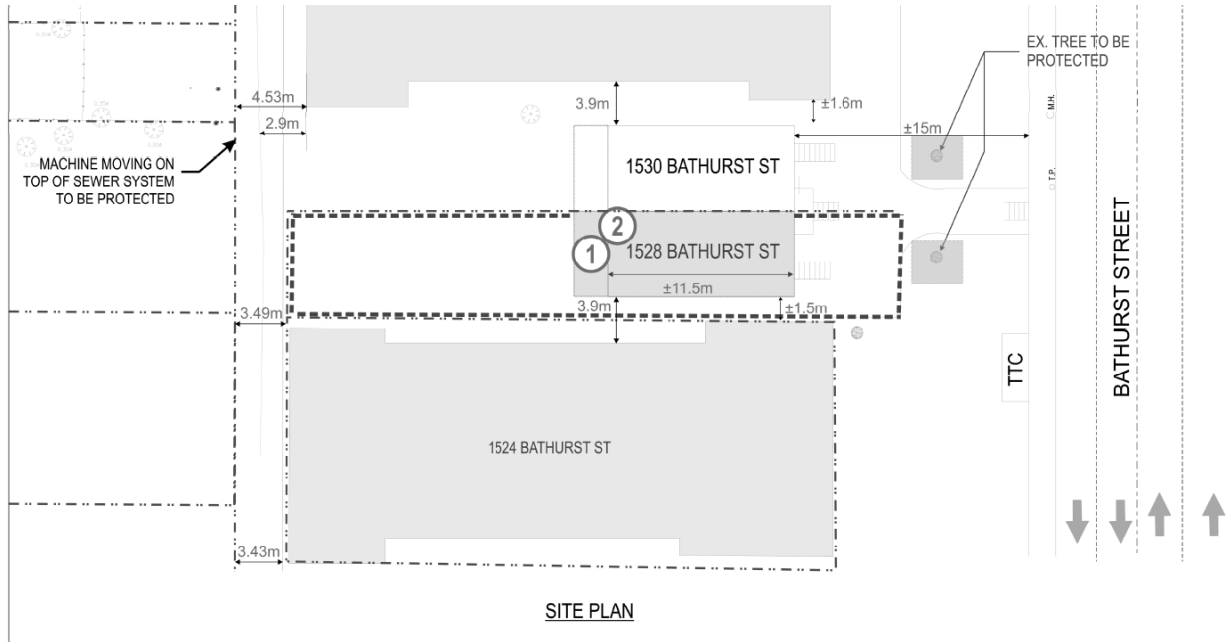 EX. TREE TO BE
PROTECTED
4.53m
3.9m
±1.6m
M.H.
2.9m
±15m
MACHINE MOVING ON
TOP OF SEWER SYSTEM
TO BE PROTECTED
1530 BATHURST ST
T.P.
2
1
1528 BATHURST ST
±11.5m
3.9m
±1.5m
3.49m
BATHURST STREET
TTC
1524 BATHURST ST
3.43m
SITE PLAN